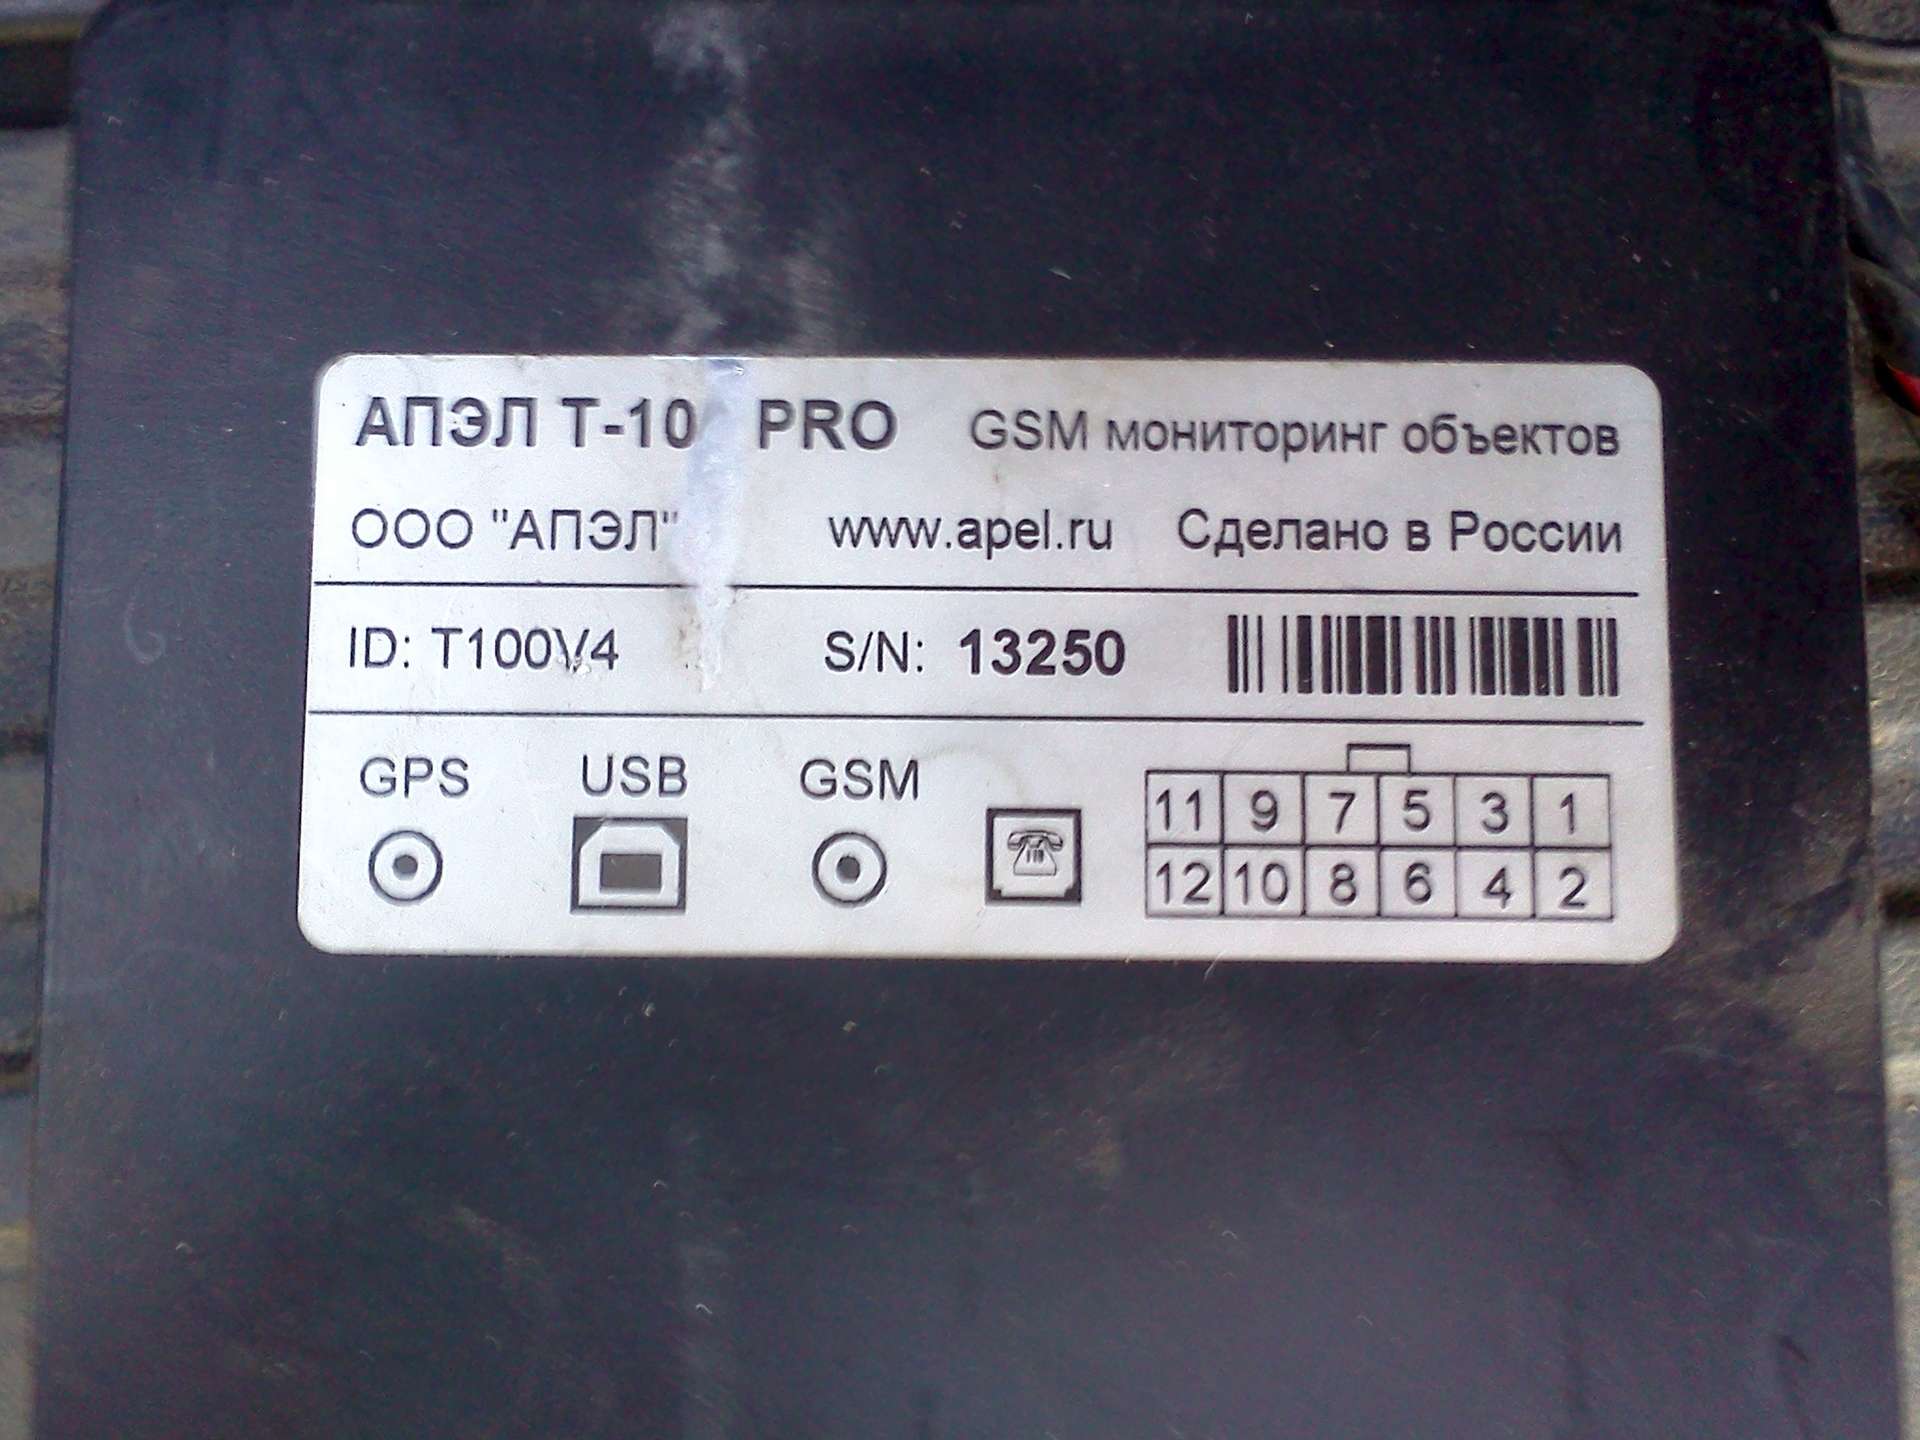 АПЭЛ Т-10 PRO GSM мониторинг объектов
ООО "АПЭЛ" www.apel.ru Сделано в России
ID: T100V4 S/N: 13250
GPS USB GSM
11 9 7 5 3 1
12 10 8 6 4 2